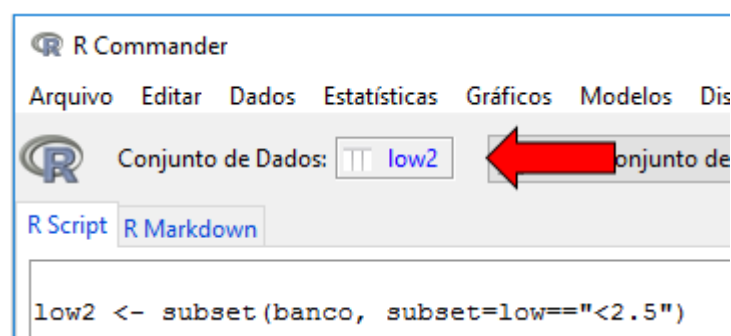 R Commander
Arquivo Editar Dados Estatísticas Gráficos Modelos
R Conjunto de Dados: low2 de
R Script R Markdown
low2 <- subset(banco, subset=low=="<2.5")